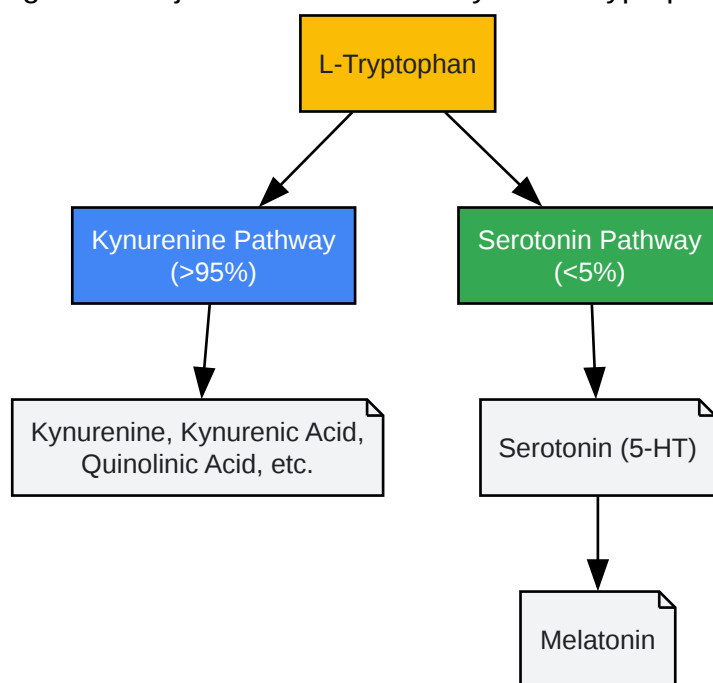 L-Tryptophan
Kynurenine Pathway
(>95%)
Serotonin Pathway
(<5%)
Kynurenine, Kynurenic Acid,
Quinolinic Acid, etc.
Serotonin (5-HT)
Melatonin